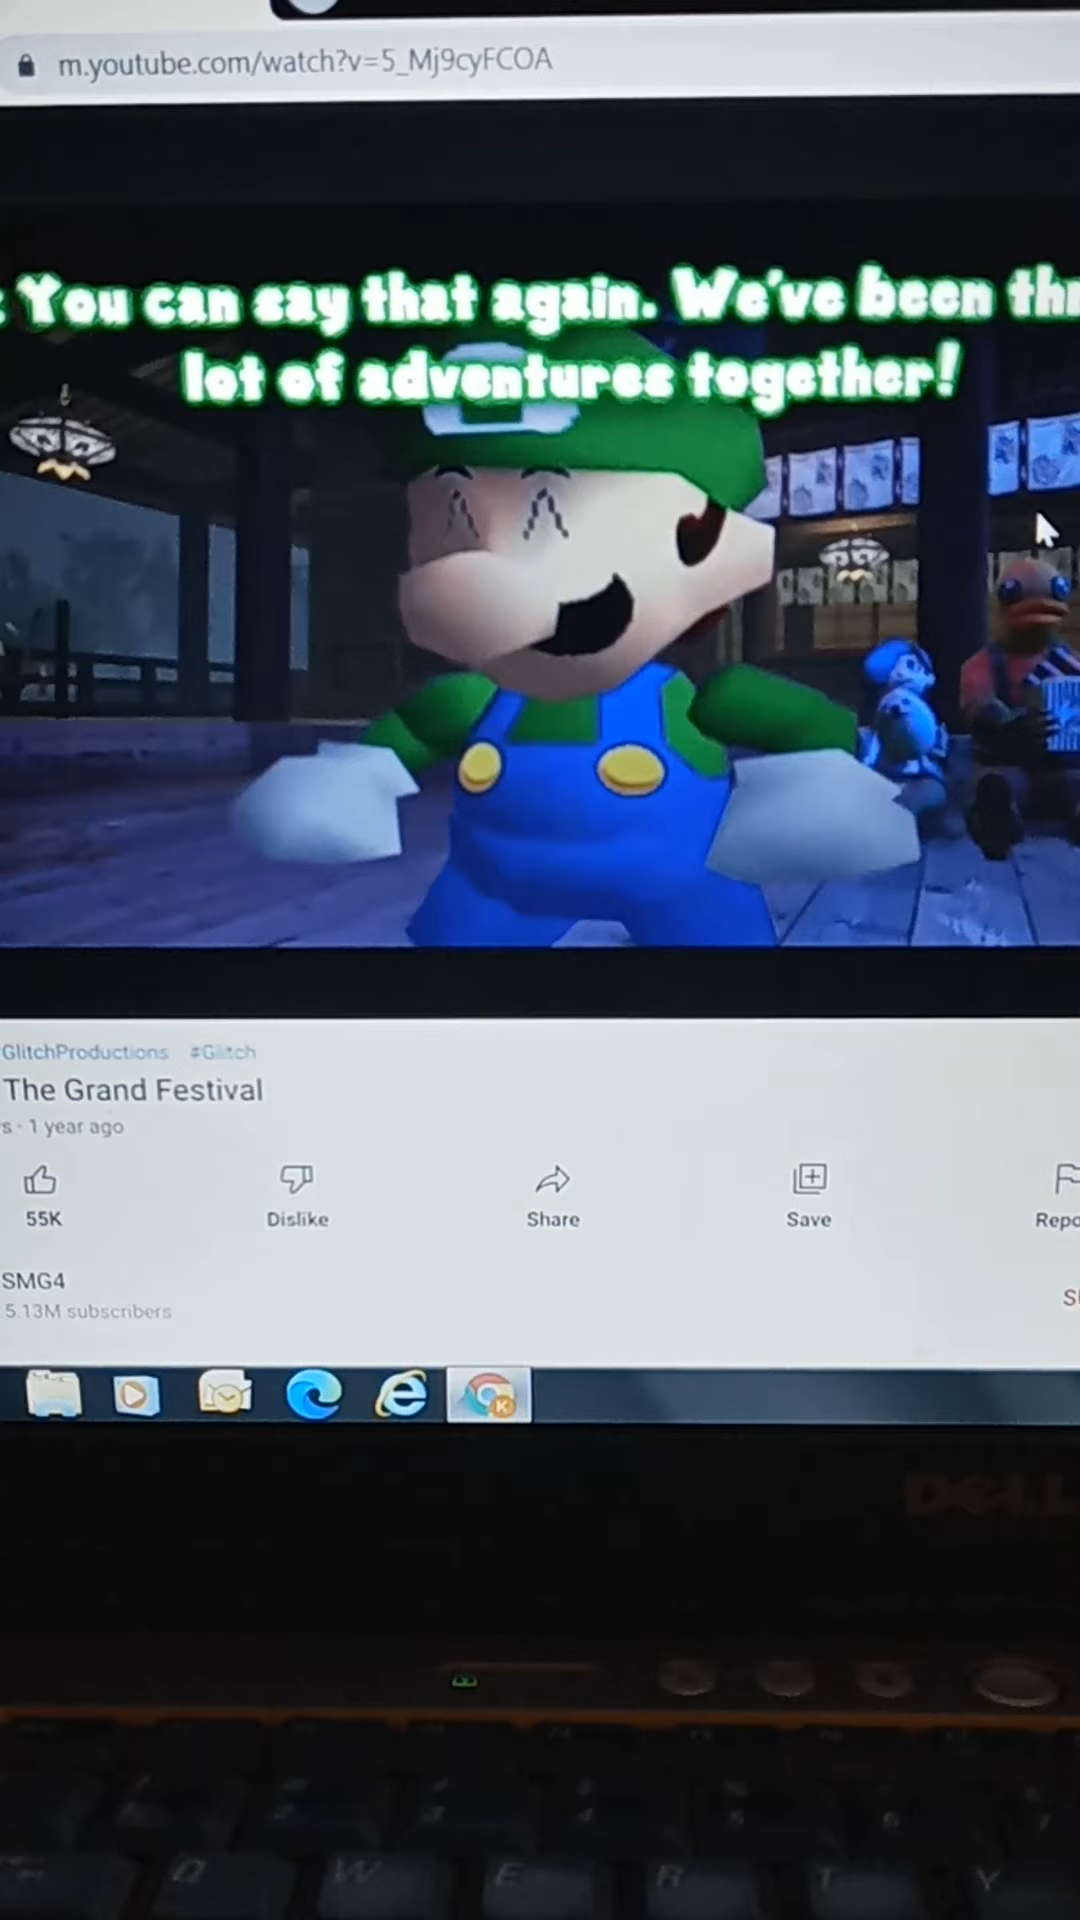 m.youtube.com/watch?v=5_Mj9cyFCOA
: You can say that again. We've been thr
lot of adventures together!
GlitchProductions #Glitch
The Grand Festival
s · 1 year ago
55K Dislike Share Save Repo
SMG4
5.13M subscribers
K
DELL
Q W E R T Y